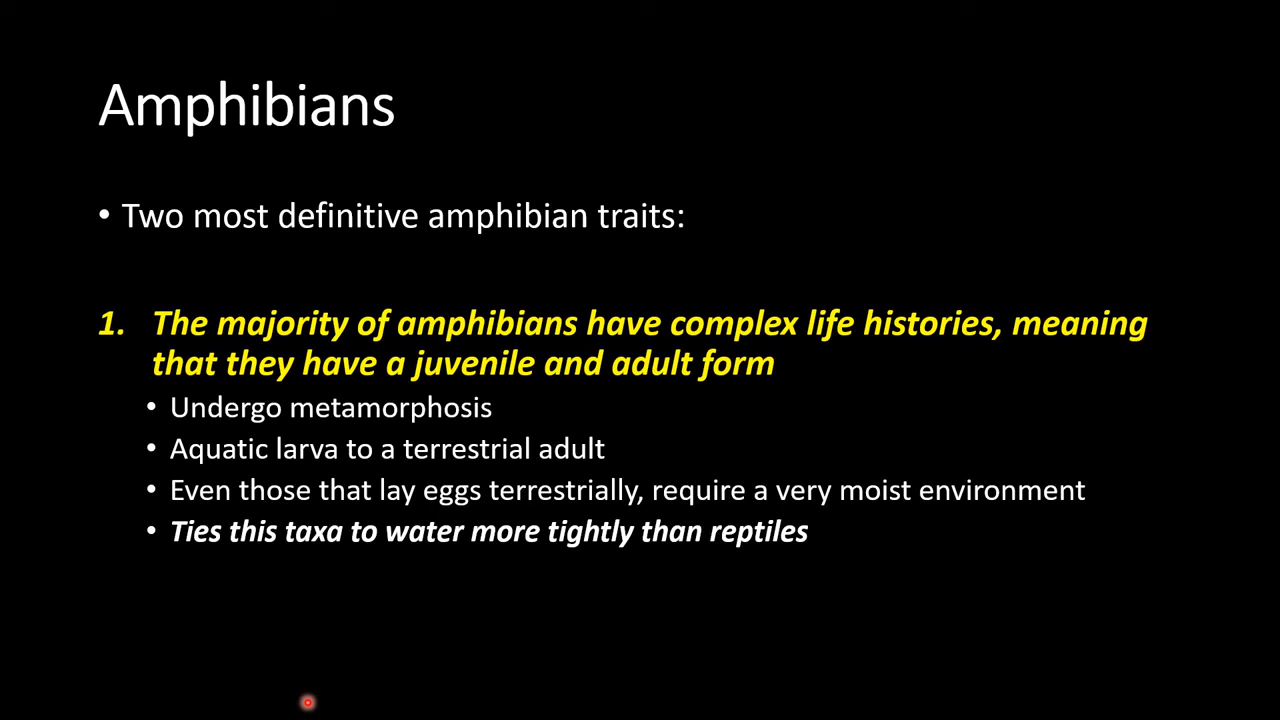 Amphibians
• Two most definitive amphibian traits:
1. The majority of amphibians have complex life histories, meaning
that they have a juvenile and adult form
• Undergo metamorphosis
• Aquatic larva to a terrestrial adult
• Even those that lay eggs terrestrially, require a very moist environment
• Ties this taxa to water more tightly than reptiles